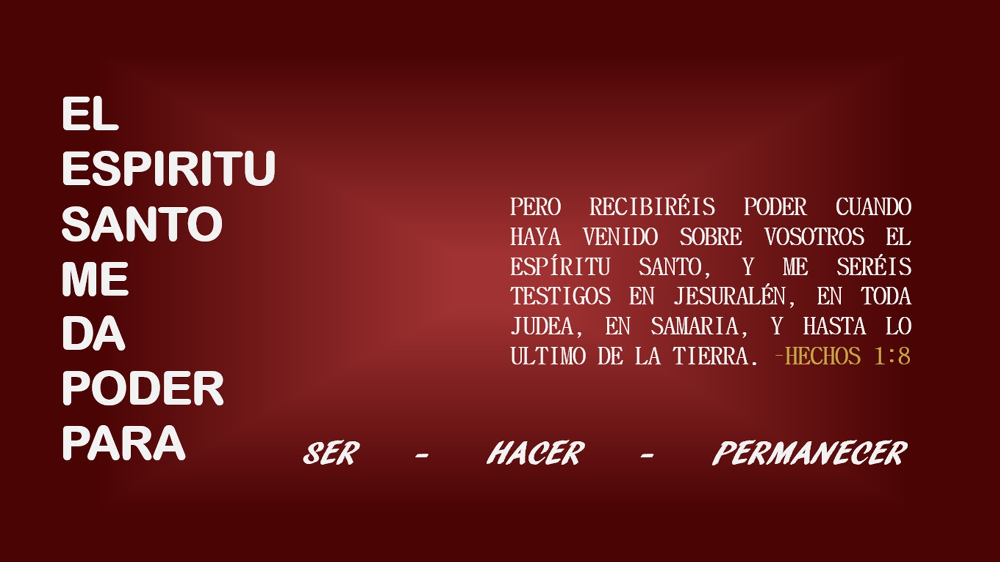 EL
ESPIRITU
SANTO
ME
DA
PODER
PARA
PERO RECIBIRÉIS PODER CUANDO
HAYA VENIDO SOBRE VOSOTROS EL
ESPÍRITU SANTO, Y ME SERÉIS
TESTIGOS EN JESURALÉN, EN TODA
JUDEA, EN SAMARIA, Y HASTA LO
ULTIMO DE LA TIERRA. -HECHOS 1:8
SER - HACER - PERMANECER